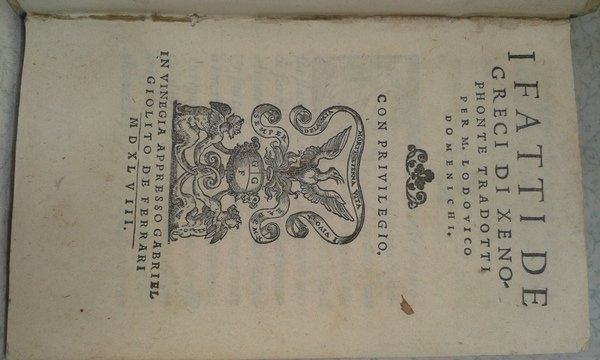 I FATTI DE
GRECI DI XENO-
PHONTE TRADOTTI
PER M. LODOVICO
DOMENICHI.
CON PRIVILEGIO.
SEMPER
G G
F
IN VINEGIA APPRESSO GABRIEL
GIOLITO DE FERRARI
MDXLVIII.